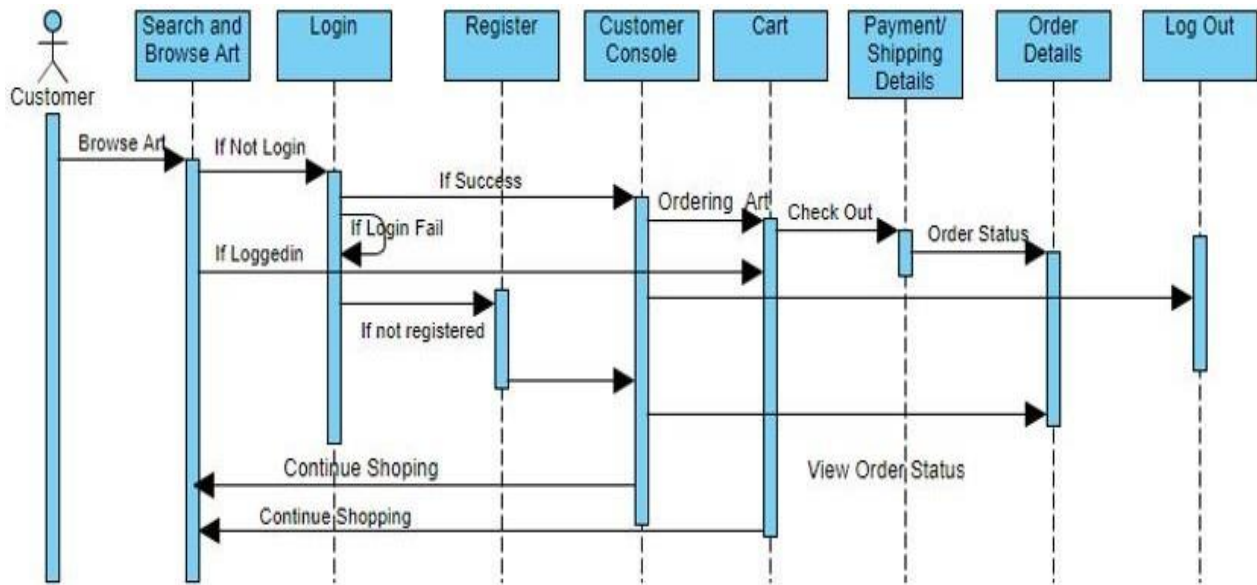 Customer
Search and
Browse Art
Login
Register
Customer
Console
Cart
Payment/
Shipping
Details
Order
Details
Log Out
Browse Art
If Not Login
If Success
Ordering Art
Check Out
If Login Fail
Order Status
If Loggedin
If not registered
Continue Shoping
View Order Status
Continue Shopping